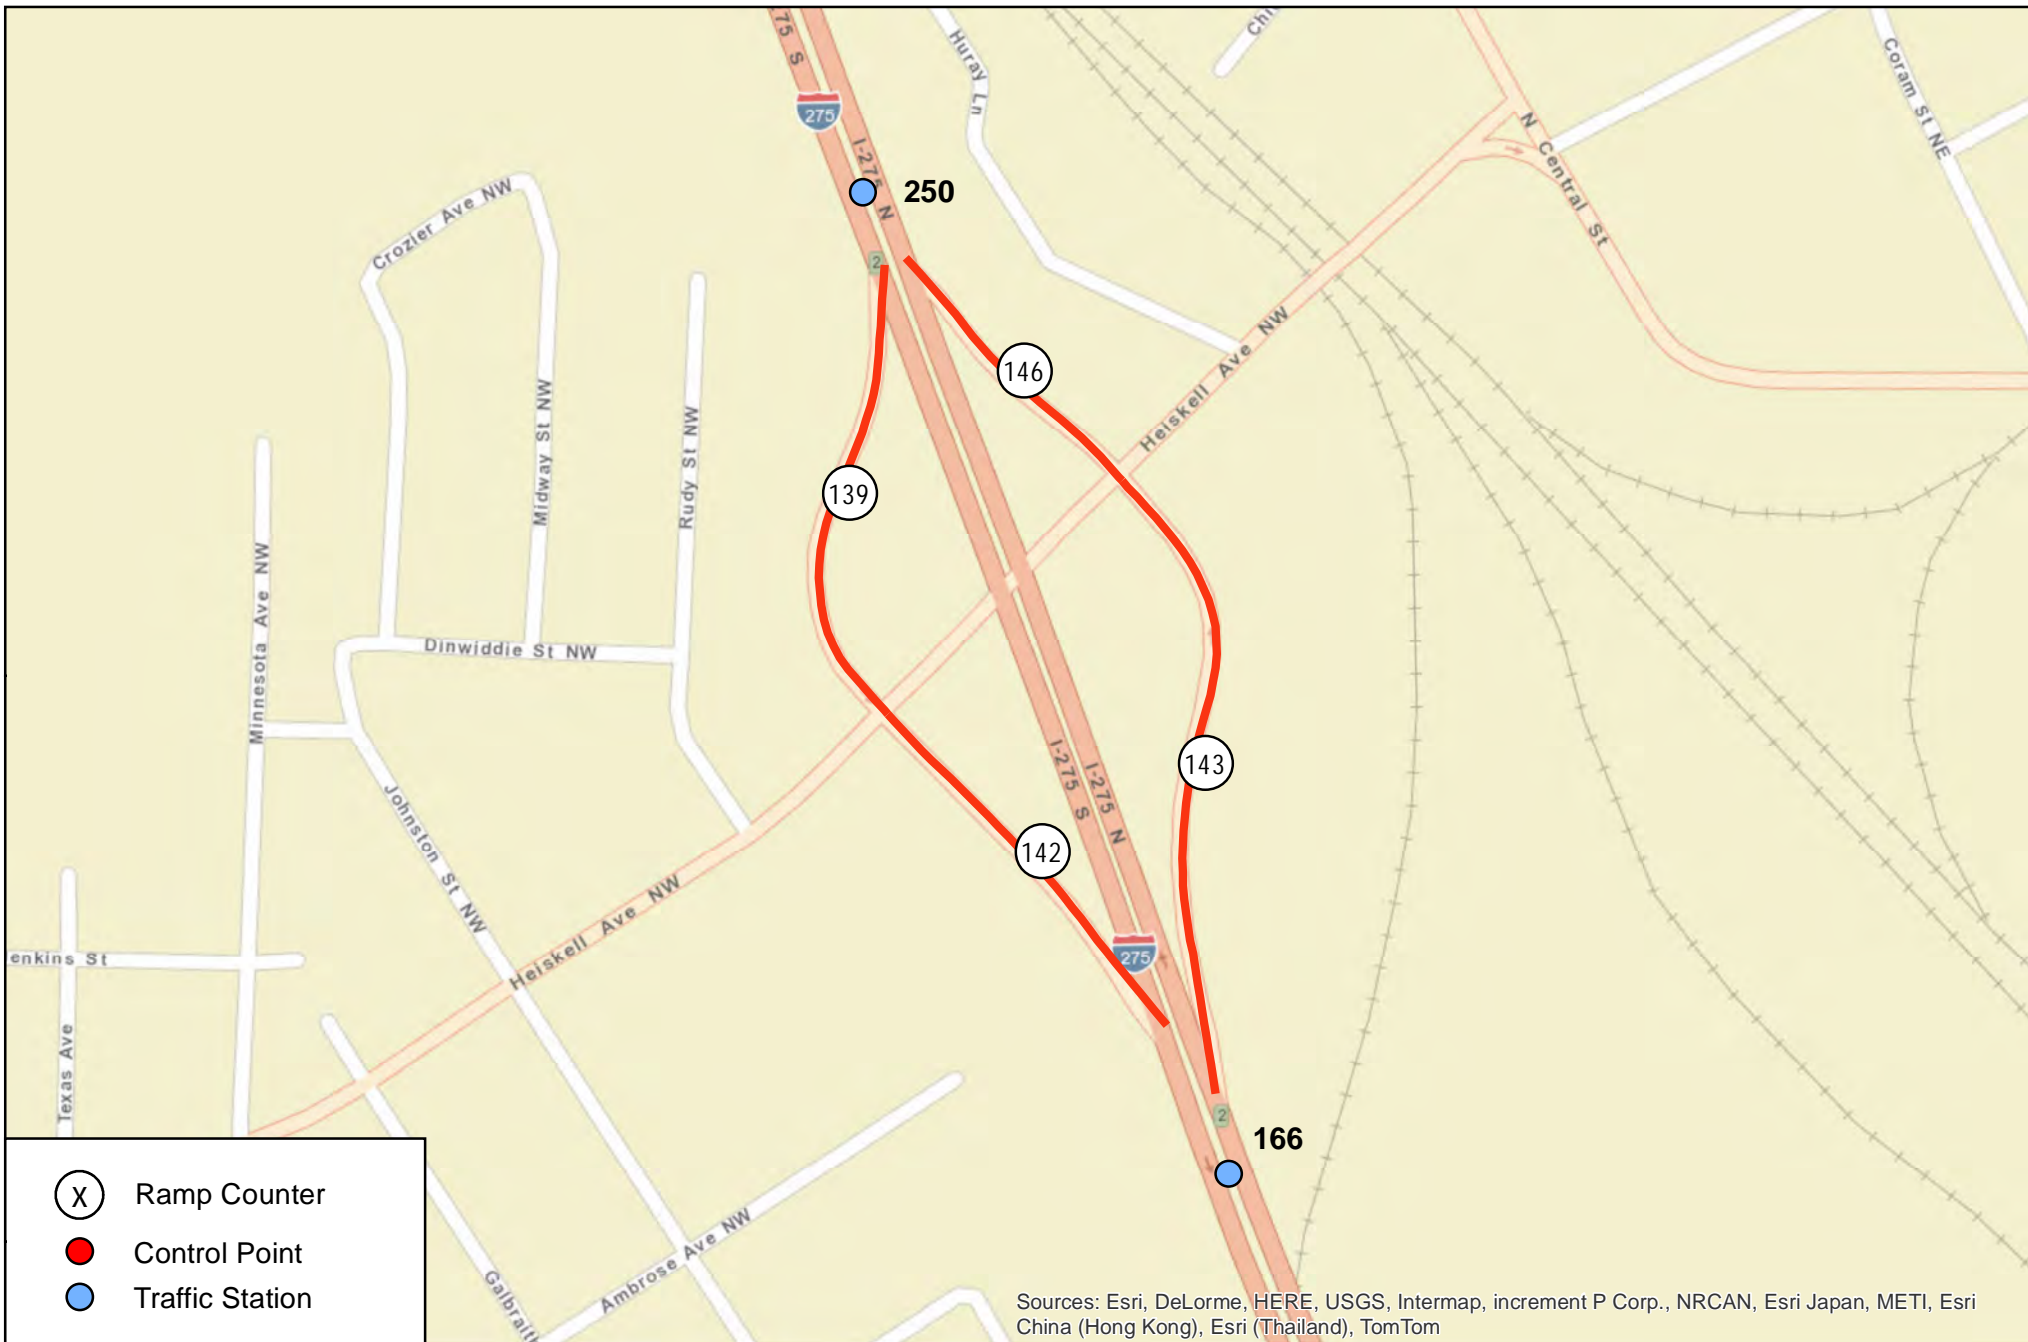 75 S
275
I-275 N
250
2
Huray Ln
N Central St
Coram St NE
Crozier Ave NW
146
Heiskell Ave NW
139
Midway St NW
Rudy St NW
Minnesota Ave NW
Dinwiddie St NW
I-275 S
I-275 N
143
142
Johnston St NW
Heiskell Ave NW
275
enkins St
Texas Ave
2
166
Ambrose Ave NW
Galbrait
X Ramp Counter
Control Point
Traffic Station
Sources: Esri, DeLorme, HERE, USGS, Intermap, increment P Corp., NRCAN, Esri Japan, METI, Esri
China (Hong Kong), Esri (Thailand), TomTom